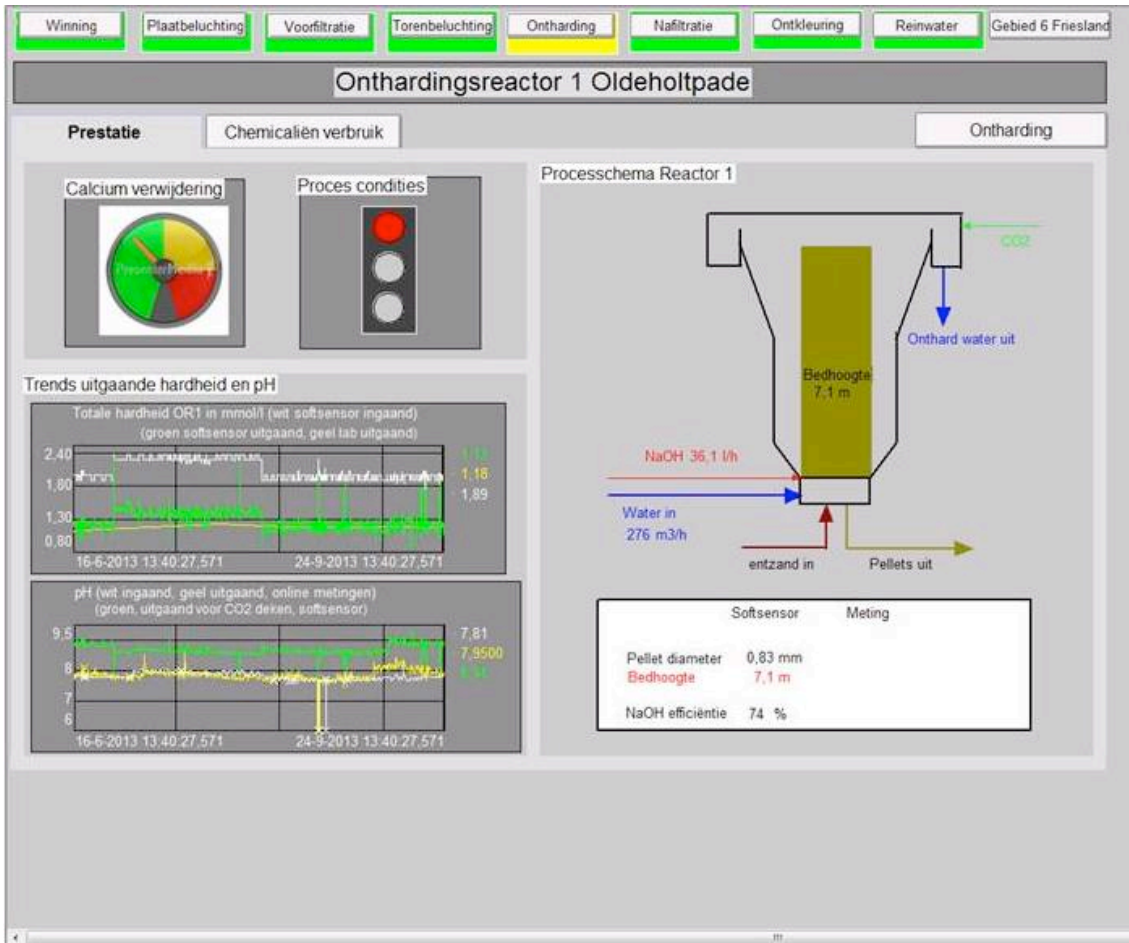 Winning
Plaatbeluchting
Voorfiltratie
Torenbeluchting
Ontharding
Nafiltratie
Ontkleuring
Reinwater
Gebied 6 Friesland
Onthardingsreactor 1 Oldeholtpade
Prestatie
Chemicaliën verbruik
Ontharding
Calcium verwijdering
Proces condities
Trends uitgaande hardheid en pH
Totale hardheid OR1 in mmol/l (wit softsensor ingaand)
(groen softsensor uitgaand, geel lab uitgaand)
2,40
1,80
1,30
0,80
1,18
1,89
16-6-2013 13:40:27,571
24-9-2013 13:40:27,571
pH (wit ingaand, geel uitgaand, online metingen)
(groen, uitgaand voor CO2 deken, softsensor)
9,5
8
7
6
7,81
7,9500
16-6-2013 13:40:27,571
24-9-2013 13:40:27,571
Processchema Reactor 1
CO2
Onthard water uit
Bedhoogte
7,1 m
NaOH 36,1 l/h
Water in
276 m3/h
entzand in
Pellets uit
Softsensor Meting
Pellet diameter 0,83 mm
Bedhoogte 7,1 m
NaOH efficiëntie 74 %